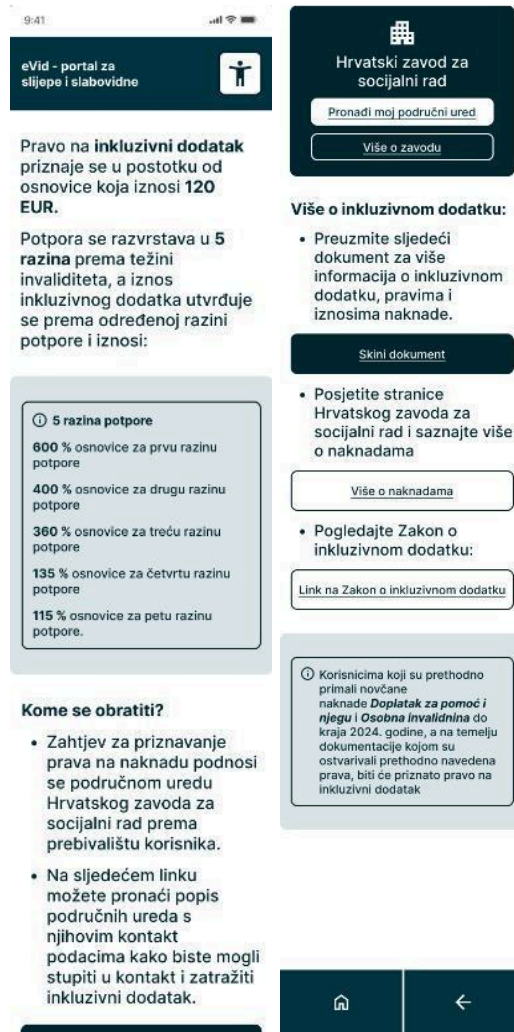 9:41
eVid - portal za
slijepe i slabovidne
Pravo na inkluzivni dodatak
priznaje se u postotku od
osnovice koja iznosi 120
EUR.
Potpora se razvrstava u 5
razina prema težini
invaliditeta, a iznos
inkluzivnog dodatka utvrđuje
se prema određenoj razini
potpore i iznosi:
5 razina potpore
600 % osnovice za prvu razinu
potpore
400 % osnovice za drugu razinu
potpore
360 % osnovice za treću razinu
potpore
135 % osnovice za četvrtu razinu
potpore
115 % osnovice za petu razinu
potpore.
Kome se obratiti?
• Zahtjev za priznavanje
prava na naknadu podnosi
se područnom uredu
Hrvatskog zavoda za
socijalni rad prema
prebivalištu korisnika.
• Na sljedećem linku
možete pronaći popis
područnih ureda s
njihovim kontakt
podacima kako biste mogli
stupiti u kontakt i zatražiti
inkluzivni dodatak.
Hrvatski zavod za
socijalni rad
Pronađi moj područni ured
Više o zavodu
Više o inkluzivnom dodatku:
• Preuzmite sljedeći
dokument za više
informacija o inkluzivnom
dodatku, pravima i
iznosima naknade.
Skini dokument
• Posjetite stranice
Hrvatskog zavoda za
socijalni rad i saznajte više
o naknadama
Više o naknadama
• Pogledajte Zakon o
inkluzivnom dodatku:
Link na Zakon o inkluzivnom dodatku
Korisnicima koji su prethodno
primali novčane
naknade Doplatak za pomoć i
njegu i Osobna invalidnina do
kraja 2024. godine, a na temelju
dokumentacije kojom su
ostvarivali prethodno navedena
prava, biti će priznato pravo na
inkluzivni dodatak